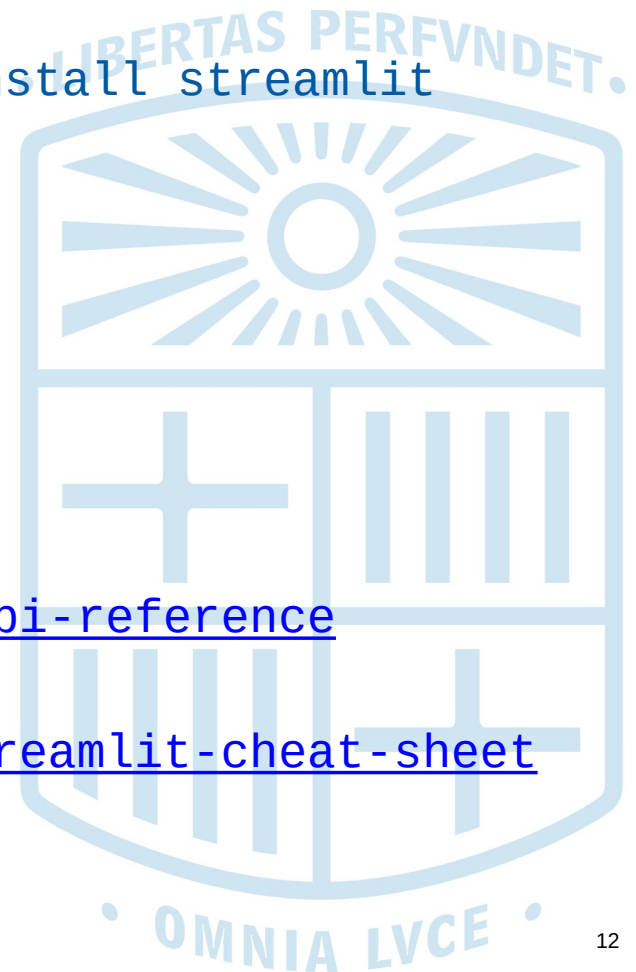 LIBERTAS PERFVNDET
stall streamlit
pi-reference
reamlit-cheat-sheet
OMNIA LVCE
12